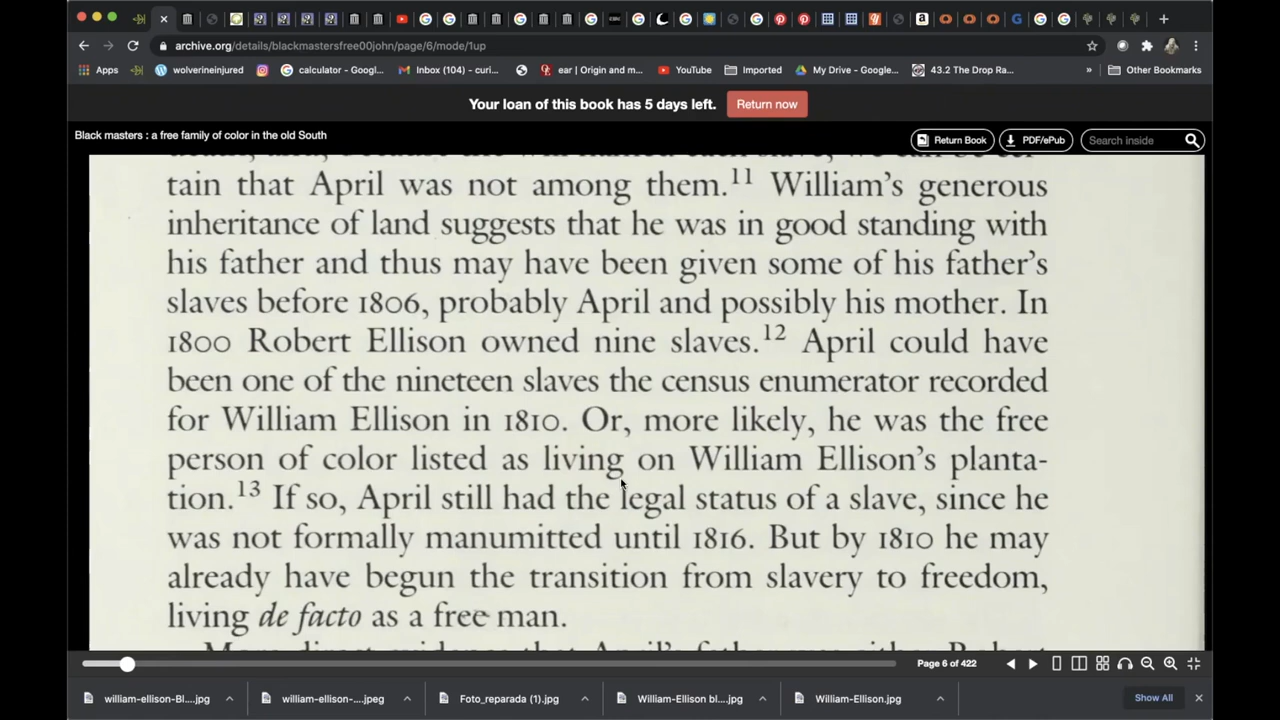 archive.org/details/blackmastersfree00john/page/6/mode/1up
Apps
wolverineinjured
calculator - Googl...
Inbox (104) - curi...
ear | Origin and m...
YouTube
Imported
My Drive - Google...
43.2 The Drop Ra...
»
Other Bookmarks
Your loan of this book has 5 days left.
Return now
Black masters : a free family of color in the old South
Return Book
PDF/ePub
Search inside
tain that April was not among them.11 William's generous
inheritance of land suggests that he was in good standing with
his father and thus may have been given some of his father's
slaves before 1806, probably April and possibly his mother. In
1800 Robert Ellison owned nine slaves.12 April could have
been one of the nineteen slaves the census enumerator recorded
for William Ellison in 1810. Or, more likely, he was the free
person of color listed as living on William Ellison's planta-
tion.13 If so, April still had the legal status of a slave, since he
was not formally manumitted until 1816. But by 1810 he may
already have begun the transition from slavery to freedom,
living de facto as a free man.
More direct evidence that April's father was either Robert
Page 6 of 422
william-ellison-Bl....jpg
william-ellison-....jpeg
Foto_reparada (1).jpg
William-Ellison bl....jpg
William-Ellison.jpg
Show All